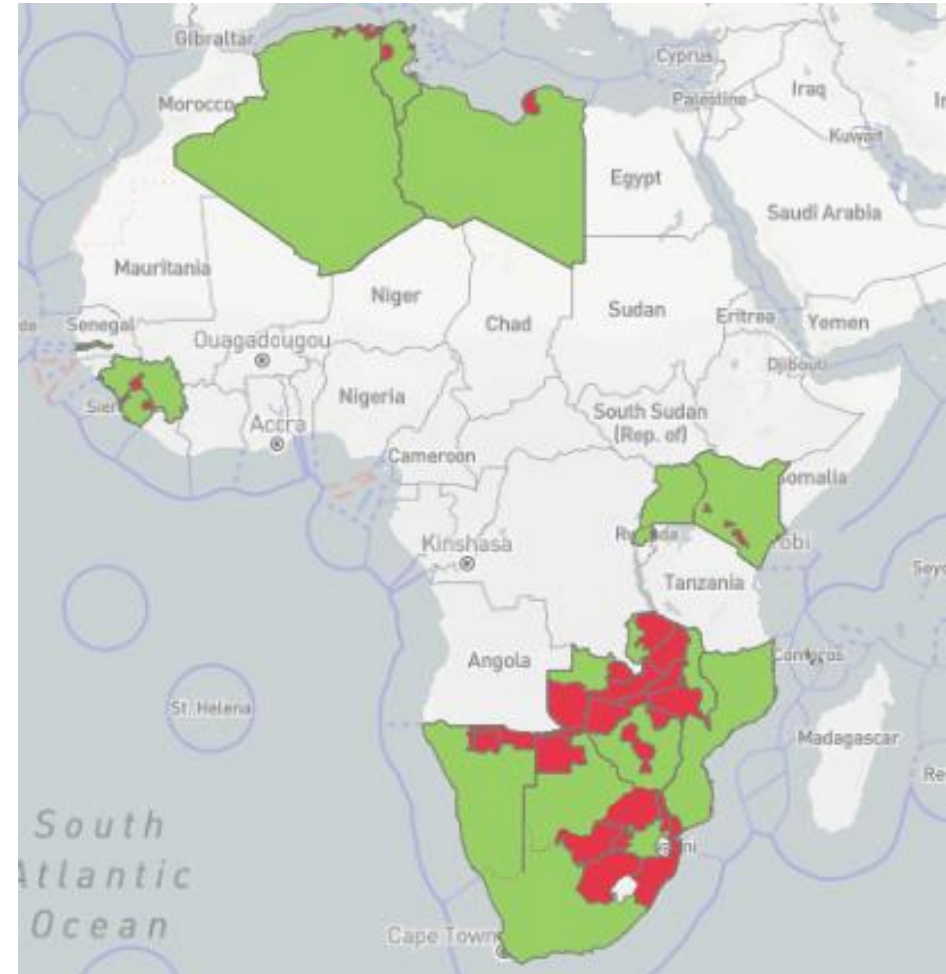 Gibraltar
Cyprus
Morocco
Palestine
Iraq
Kuwait
Egypt
Saudi Arabia
Mauritania
Niger
Chad
Sudan
Eritrea
Yemen
Senegal
Ouagadougou
Djibouti
Nigeria
South Sudan
(Rep. of)
Accra
Cameroon
Somalia
Kinshasa
Tanzania
Angola
Comoros
St. Helena
Madagascar
South
Atlantic
Ocean
Cape Town